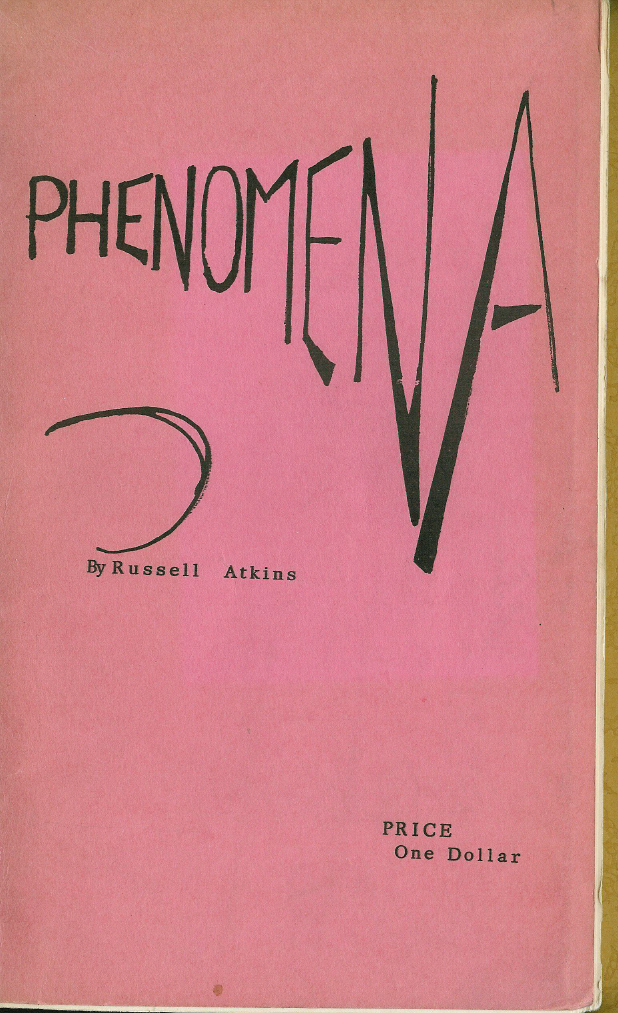 PHENOMENA
By Russell Atkins
PRICE
One Dollar